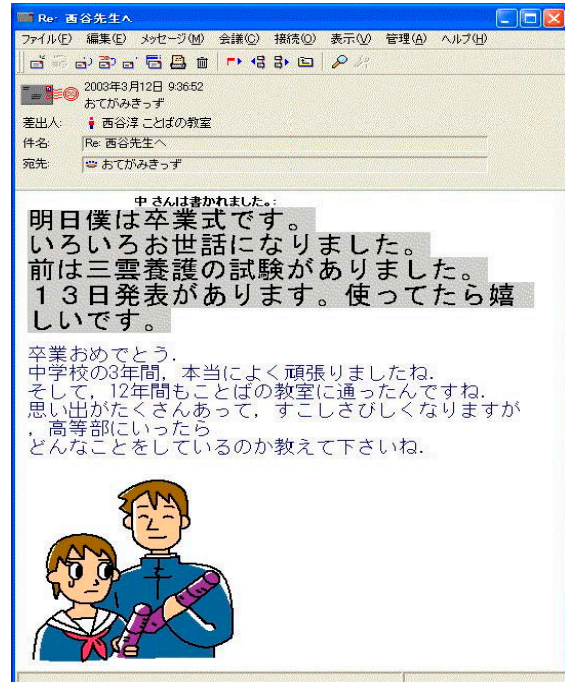 Re: 西谷先生へ
ファイル(F) 編集(E) メッセージ(M) 会議(C) 接続(O) 表示(V) 管理(A) ヘルプ(H)
2003年3月12日 9:36:52
おてがみきっず
差出人: 西谷淳 ことばの教室
件名: Re: 西谷先生へ
宛先: おてがみきっず
中 さんは書かれました。:
明日僕は卒業式です。
いろいろお世話になりました。
前は三雲養護の試験がありました。
13日発表があります。使ってたら嬉
しいです。
卒業おめでとう.
中学校の3年間, 本当によく頑張りましたね.
そして, 12年間もことばの教室に通ったんですね.
思い出がたくさんあって, すこしさびしくなりますが
, 高等部にいったら
どんなことをしているのか教えて下さいね.